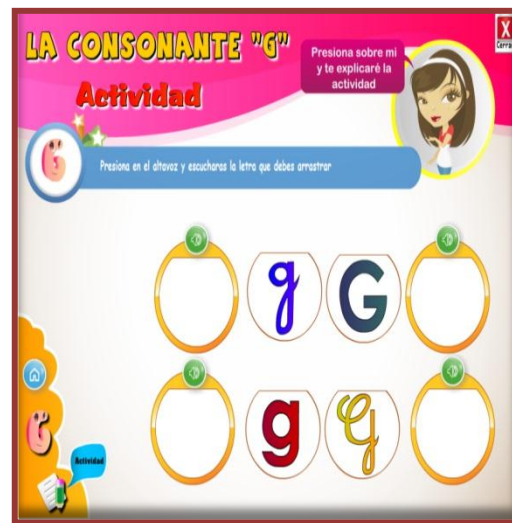 LA CONSONANTE "G"
Actividad
Presiona sobre mi
y te explicaré la
actividad
X
Cerrar
Presiona en el altavoz y escucharas la letra que debes arrastrar
g
G
g
G
Actividad